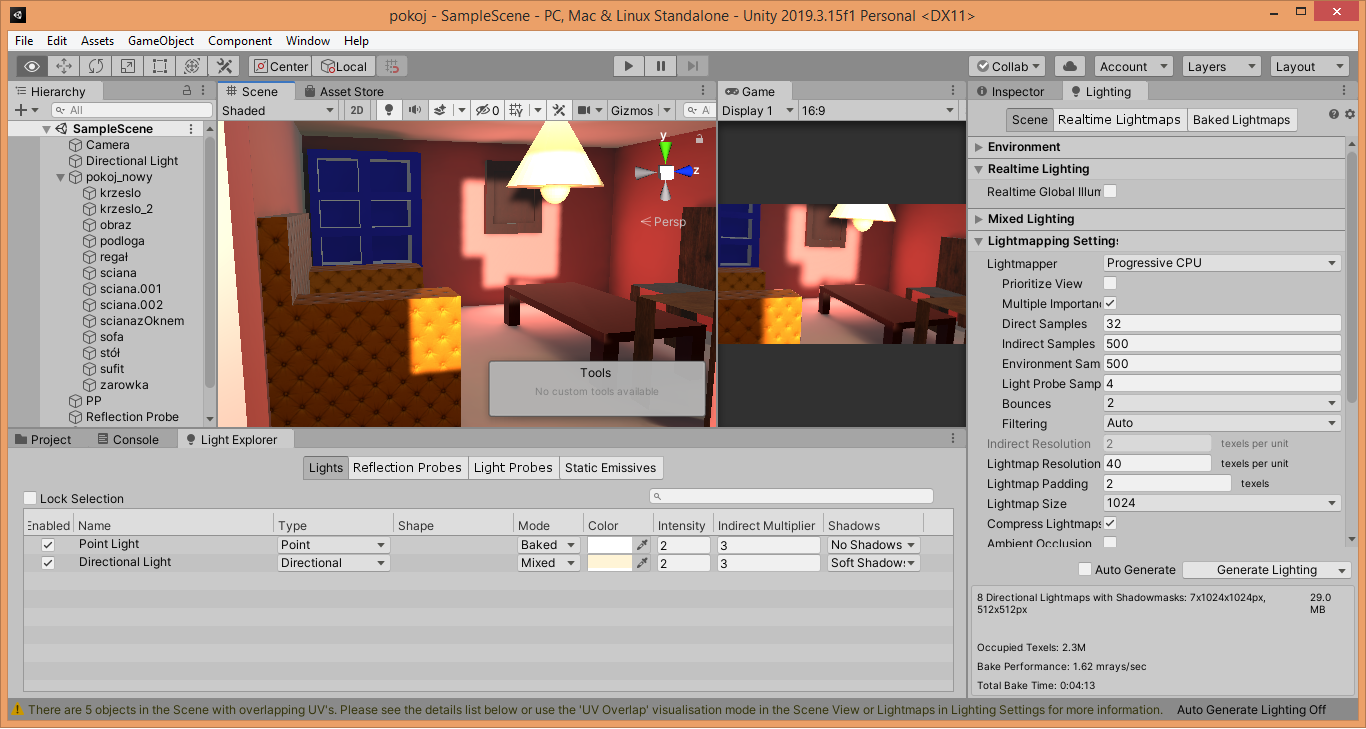 pokoj - SampleScene - PC, Mac & Linux Standalone - Unity 2019.3.15f1 Personal <DX11>
File Edit Assets GameObject Component Window Help
Center Local Collab Account Layers Layout
Hierarchy
All
SampleScene
Camera
Directional Light
pokoj_nowy
krzeslo
krzeslo_2
obraz
podloga
regał
sciana
sciana.001
sciana.002
scianazOknem
sofa
stół
sufit
zarowka
PP
Reflection Probe
Scene Asset Store
Shaded 2D 0 Gizmos A
y
z
Persp
Tools
No custom tools available
Game
Display 1 16:9
Inspector Lighting
Scene Realtime Lightmaps Baked Lightmaps
Environment
Realtime Lighting
Realtime Global Illum
Mixed Lighting
Lightmapping Settings
Lightmapper Progressive CPU
Prioritize View
Multiple Importanc
Direct Samples 32
Indirect Samples 500
Environment Sam 500
Light Probe Samp 4
Bounces 2
Filtering Auto
Indirect Resolution 2 texels per unit
Lightmap Resolution 40 texels per unit
Lightmap Padding 2 texels
Lightmap Size 1024
Compress Lightmaps
Ambient Occlusion
Auto Generate Generate Lighting
8 Directional Lightmaps with Shadowmasks: 7x1024x1024px, 29.0
512x512px MB
Occupied Texels: 2.3M
Bake Performance: 1.62 mrays/sec
Total Bake Time: 0:04:13
Project Console Light Explorer
Lights Reflection Probes Light Probes Static Emissives
Lock Selection
Enabled Name Type Shape Mode Color Intensity Indirect Multiplier Shadows
Point Light Point Baked 2 3 No Shadows
Directional Light Directional Mixed 2 3 Soft Shadows
There are 5 objects in the Scene with overlapping UV's. Please see the details list below or use the 'UV Overlap' visualisation mode in the Scene View or Lightmaps in Lighting Settings for more information. Auto Generate Lighting Off